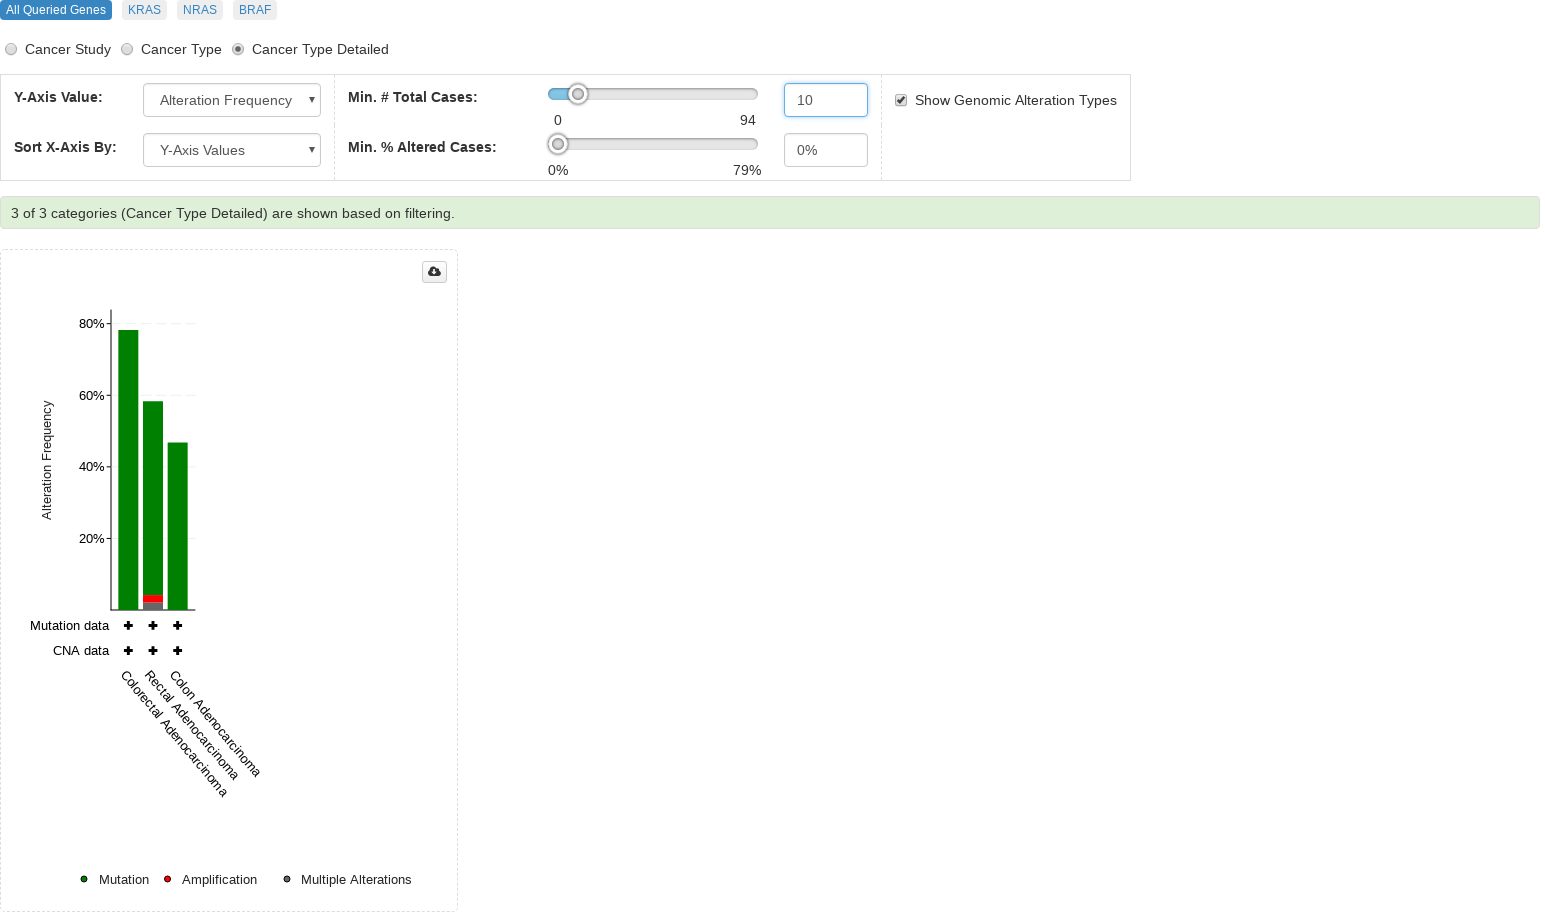 All Queried Genes KRAS NRAS BRAF
Cancer Study Cancer Type Cancer Type Detailed
Y-Axis Value: Alteration Frequency Min. # Total Cases: 10 Show Genomic Alteration Types
0 94
Sort X-Axis By: Y-Axis Values Min. % Altered Cases: 0%
0% 79%
3 of 3 categories (Cancer Type Detailed) are shown based on filtering.
80%
60%
40%
20%
Alteration Frequency
Mutation data
CNA data
Colorectal Adenocarcinoma
Rectal Adenocarcinoma
Colon Adenocarcinoma
Mutation Amplification Multiple Alterations